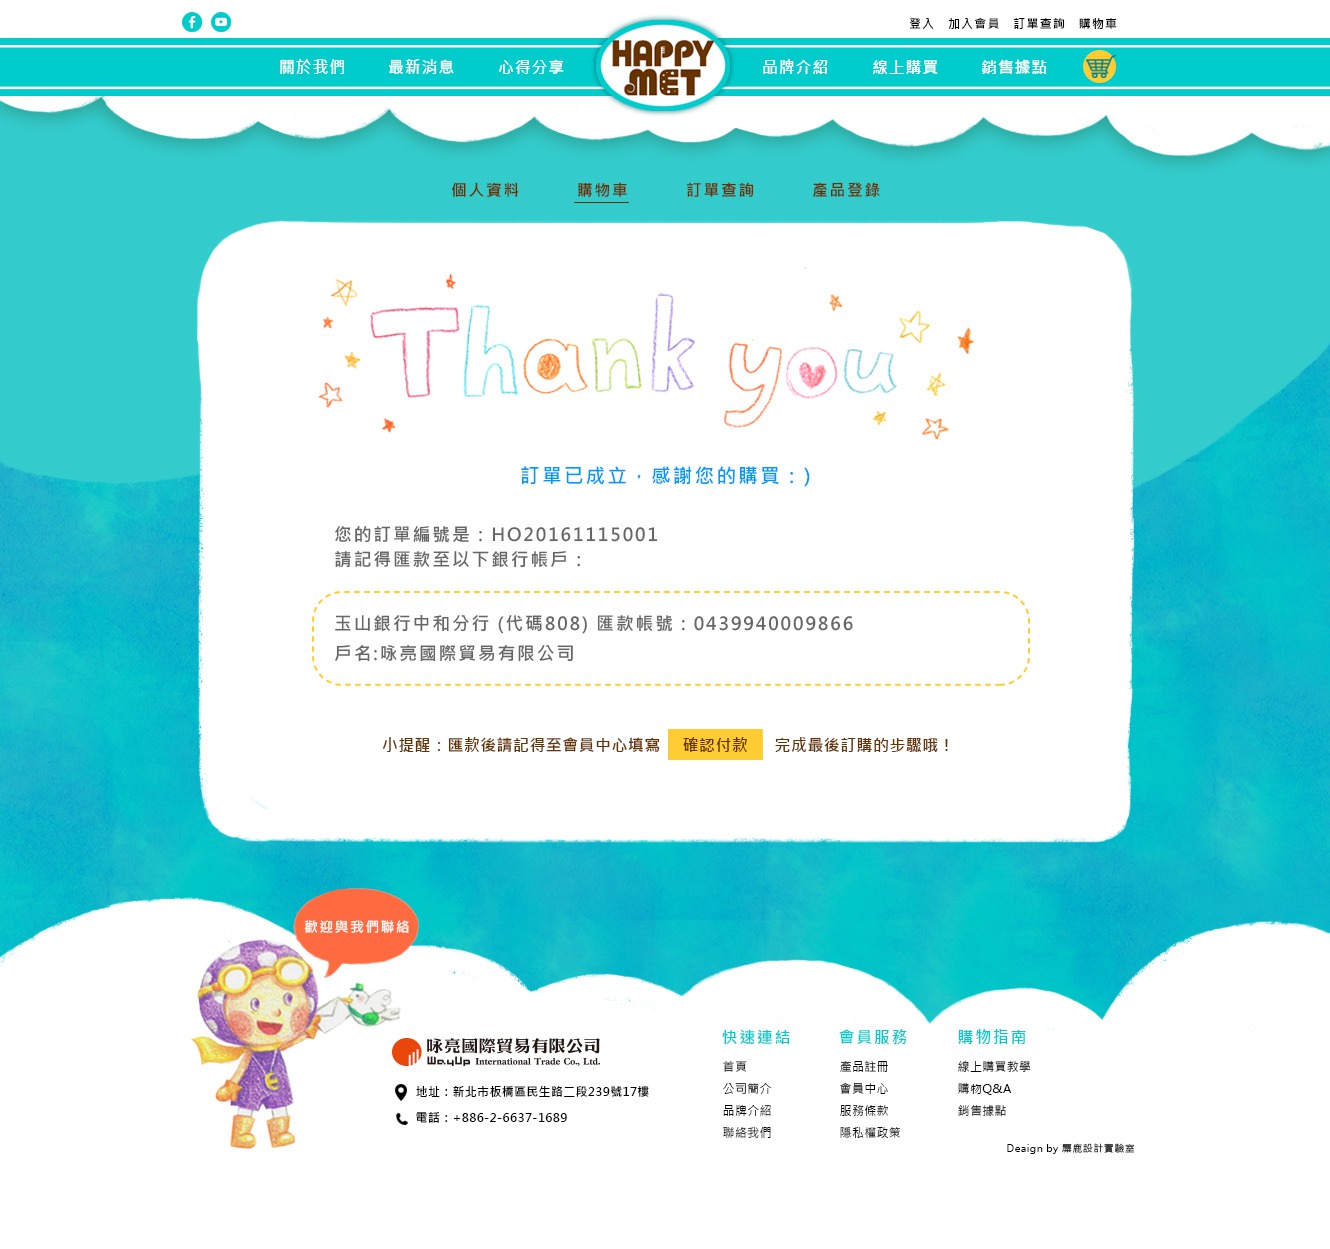 登入 加入會員 訂單查詢 購物車
關於我們 最新消息 心得分享 HAPPY MET 品牌介紹 線上購買 銷售據點
個人資料 購物車 訂單查詢 產品登錄
Thank you
訂單已成立，感謝您的購買：)
您的訂單編號是：HO20161115001
請記得匯款至以下銀行帳戶：
玉山銀行中和分行 (代碼808) 匯款帳號：0439940009866
戶名:咏亮國際貿易有限公司
小提醒：匯款後請記得至會員中心填寫 確認付款 完成最後訂購的步驟哦！
歡迎與我們聯絡
咏亮國際貿易有限公司
Way Up International Trade Co., Ltd.
地址：新北市板橋區民生路二段239號17樓
電話：+886-2-6637-1689
快速連結
首頁
公司簡介
品牌介紹
聯絡我們
會員服務
產品註冊
會員中心
服務條款
隱私權政策
購物指南
線上購買教學
購物Q&A
銷售據點
Deaign by 麋鹿設計實驗室